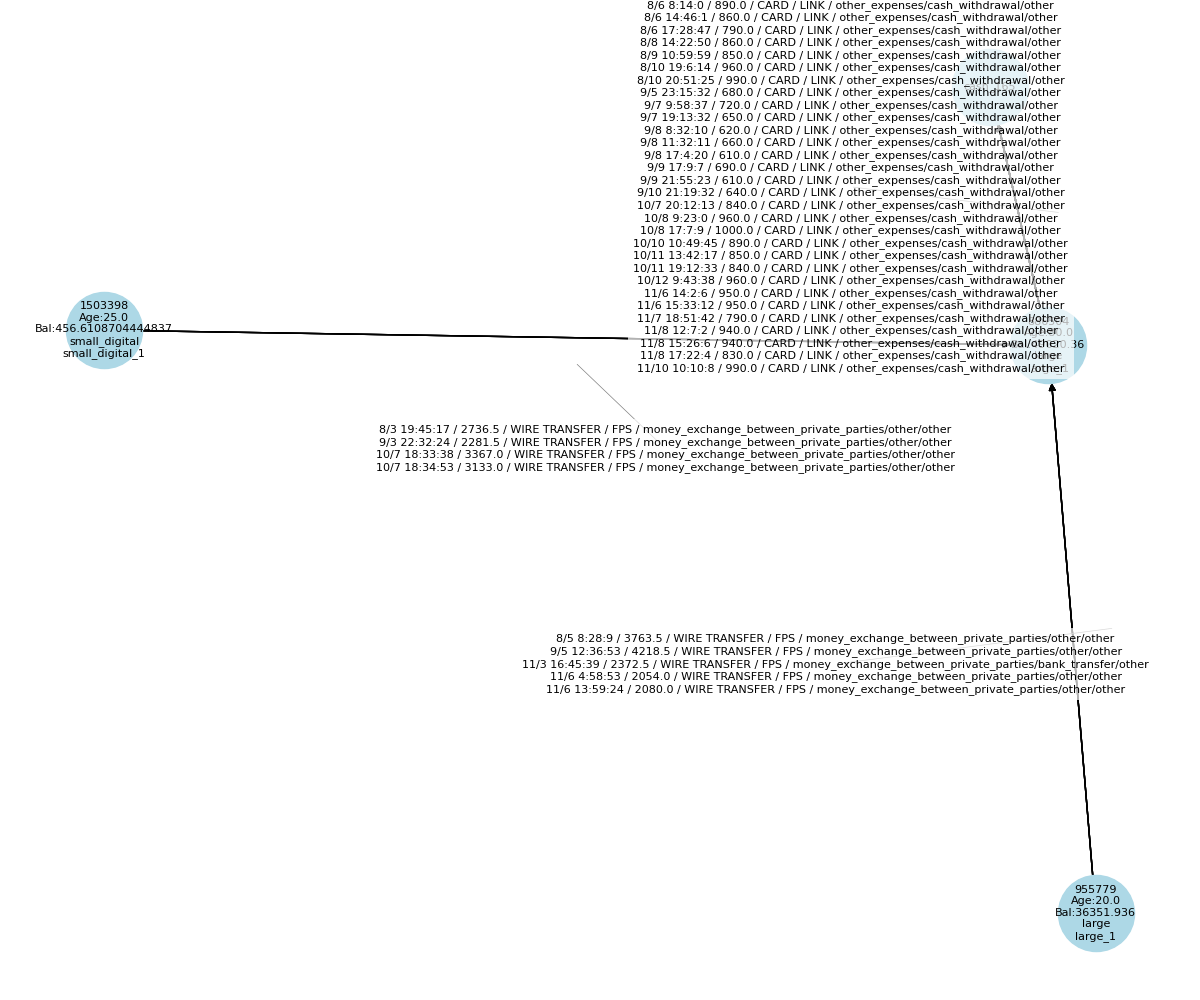 8/6 8:14:0 / 890.0 / CARD / LINK / other_expenses/cash_withdrawal/other
8/6 14:46:1 / 860.0 / CARD / LINK / other_expenses/cash_withdrawal/other
8/6 17:28:47 / 790.0 / CARD / LINK / other_expenses/cash_withdrawal/other
8/8 14:22:50 / 860.0 / CARD / LINK / other_expenses/cash_withdrawal/other
8/9 10:59:59 / 850.0 / CARD / LINK / other_expenses/cash_withdrawal/other
8/10 19:6:14 / 960.0 / CARD / LINK / other_expenses/cash_withdrawal/other
8/10 20:51:25 / 990.0 / CARD / LINK / other_expenses/cash_withdrawal/other
9/5 23:15:32 / 680.0 / CARD / LINK / other_expenses/cash_withdrawal/other
9/7 9:58:37 / 720.0 / CARD / LINK / other_expenses/cash_withdrawal/other
9/7 19:13:32 / 650.0 / CARD / LINK / other_expenses/cash_withdrawal/other
9/8 8:32:10 / 620.0 / CARD / LINK / other_expenses/cash_withdrawal/other
9/8 11:32:11 / 660.0 / CARD / LINK / other_expenses/cash_withdrawal/other
9/8 17:4:20 / 610.0 / CARD / LINK / other_expenses/cash_withdrawal/other
9/9 17:9:7 / 690.0 / CARD / LINK / other_expenses/cash_withdrawal/other
9/9 21:55:23 / 610.0 / CARD / LINK / other_expenses/cash_withdrawal/other
9/10 21:19:32 / 640.0 / CARD / LINK / other_expenses/cash_withdrawal/other
10/7 20:12:13 / 840.0 / CARD / LINK / other_expenses/cash_withdrawal/other
10/8 9:23:0 / 960.0 / CARD / LINK / other_expenses/cash_withdrawal/other
10/8 17:7:9 / 1000.0 / CARD / LINK / other_expenses/cash_withdrawal/other
10/10 10:49:45 / 890.0 / CARD / LINK / other_expenses/cash_withdrawal/other
10/11 13:42:17 / 850.0 / CARD / LINK / other_expenses/cash_withdrawal/other
10/11 19:12:33 / 840.0 / CARD / LINK / other_expenses/cash_withdrawal/other
10/12 9:43:38 / 960.0 / CARD / LINK / other_expenses/cash_withdrawal/other
11/6 14:2:6 / 950.0 / CARD / LINK / other_expenses/cash_withdrawal/other
11/6 15:33:12 / 950.0 / CARD / LINK / other_expenses/cash_withdrawal/other
11/7 18:51:42 / 790.0 / CARD / LINK / other_expenses/cash_withdrawal/other
11/8 12:7:2 / 940.0 / CARD / LINK / other_expenses/cash_withdrawal/other
11/8 15:26:6 / 940.0 / CARD / LINK / other_expenses/cash_withdrawal/other
11/8 17:22:4 / 830.0 / CARD / LINK / other_expenses/cash_withdrawal/other
11/10 10:10:8 / 990.0 / CARD / LINK / other_expenses/cash_withdrawal/other
1503398
Age:25.0
Bal:456.6108704444837
small_digital
small_digital_1
8/3 19:45:17 / 2736.5 / WIRE TRANSFER / FPS / money_exchange_between_private_parties/other/other
9/3 22:32:24 / 2281.5 / WIRE TRANSFER / FPS / money_exchange_between_private_parties/other/other
10/7 18:33:38 / 3367.0 / WIRE TRANSFER / FPS / money_exchange_between_private_parties/other/other
10/7 18:34:53 / 3133.0 / WIRE TRANSFER / FPS / money_exchange_between_private_parties/other/other
8/5 8:28:9 / 3763.5 / WIRE TRANSFER / FPS / money_exchange_between_private_parties/other/other
9/5 12:36:53 / 4218.5 / WIRE TRANSFER / FPS / money_exchange_between_private_parties/other/other
11/3 16:45:39 / 2372.5 / WIRE TRANSFER / FPS / money_exchange_between_private_parties/bank_transfer/other
11/6 4:58:53 / 2054.0 / WIRE TRANSFER / FPS / money_exchange_between_private_parties/other/other
11/6 13:59:24 / 2080.0 / WIRE TRANSFER / FPS / money_exchange_between_private_parties/other/other
955779
Age:20.0
Bal:36351.936
large
large_1